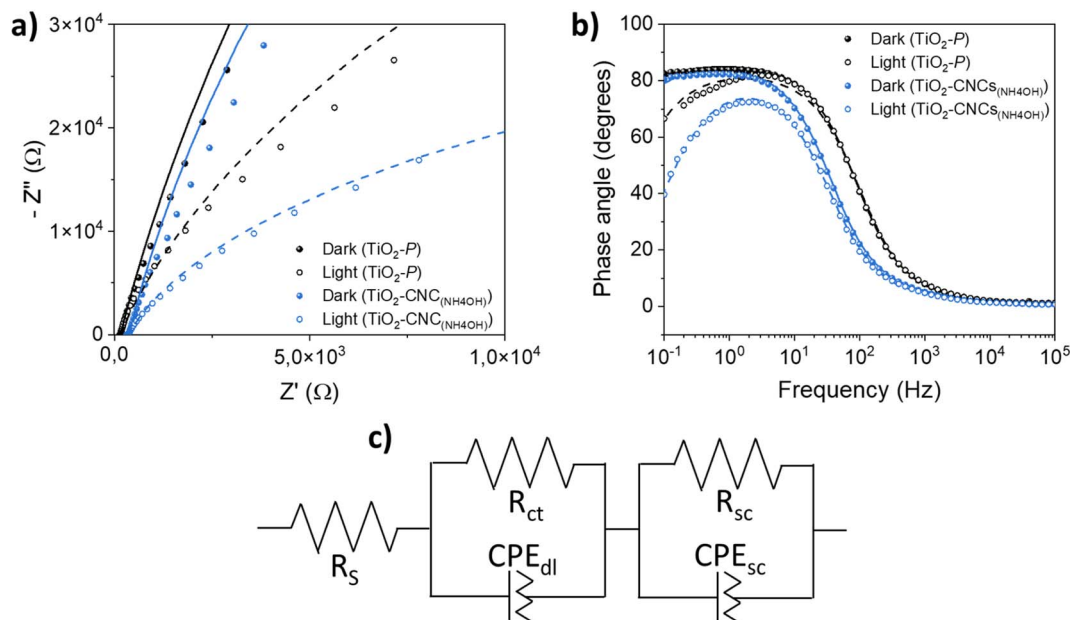 a)
- Z'' (Ω)
3×10⁴
2×10⁴
1×10⁴
0
Dark (TiO₂-P)
Light (TiO₂-P)
Dark (TiO₂-CNC(NH4OH))
Light (TiO₂-CNC(NH4OH))
0,0 5,0×10³ 1,0×10⁴
Z' (Ω)
b)
Phase angle (degrees)
100
80
60
40
20
0
Dark (TiO₂-P)
Light (TiO₂-P)
Dark (TiO₂-CNCs(NH4OH))
Light (TiO₂-CNCs(NH4OH))
10⁻¹ 10⁰ 10¹ 10² 10³ 10⁴ 10⁵
Frequency (Hz)
c)
Rs
Rct
CPEdl
Rsc
CPEsc